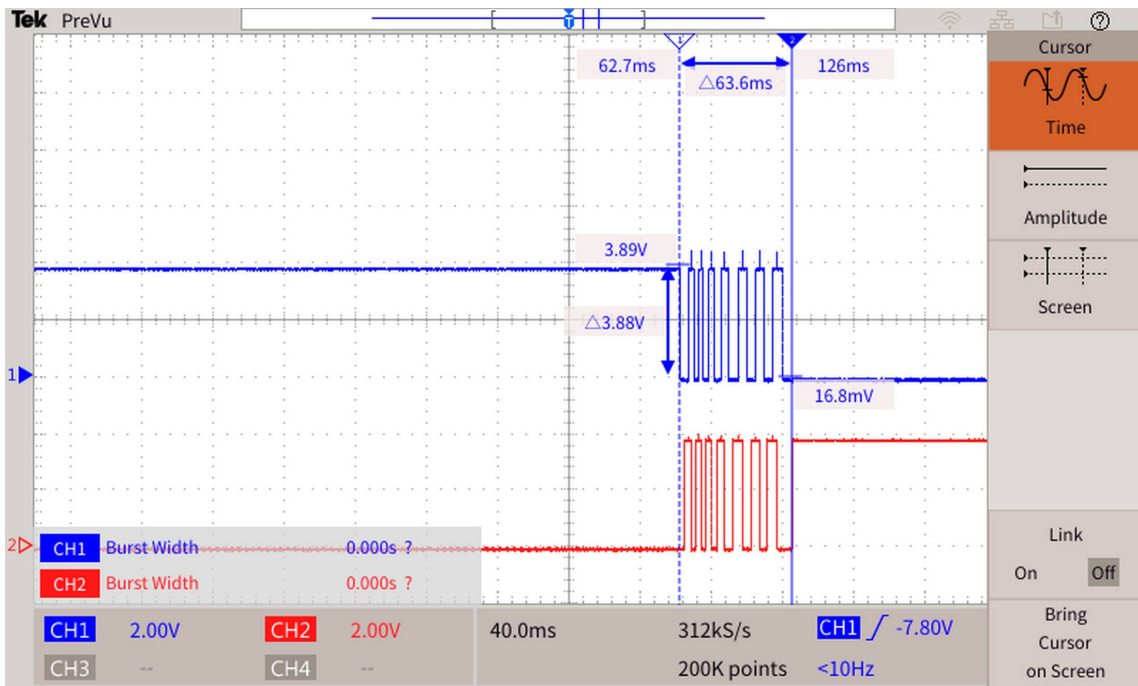 Tek PreVu
T
1 2
62.7ms 126ms
△63.6ms
3.89V
△3.88V
16.8mV
1
2
CH1 Burst Width 0.000s ?
CH2 Burst Width 0.000s ?
CH1 2.00V CH2 2.00V 40.0ms 312kS/s CH1 -7.80V
CH3 -- CH4 -- 200K points <10Hz
?
Cursor
Time
Amplitude
Screen
Link
On Off
Bring
Cursor
on Screen